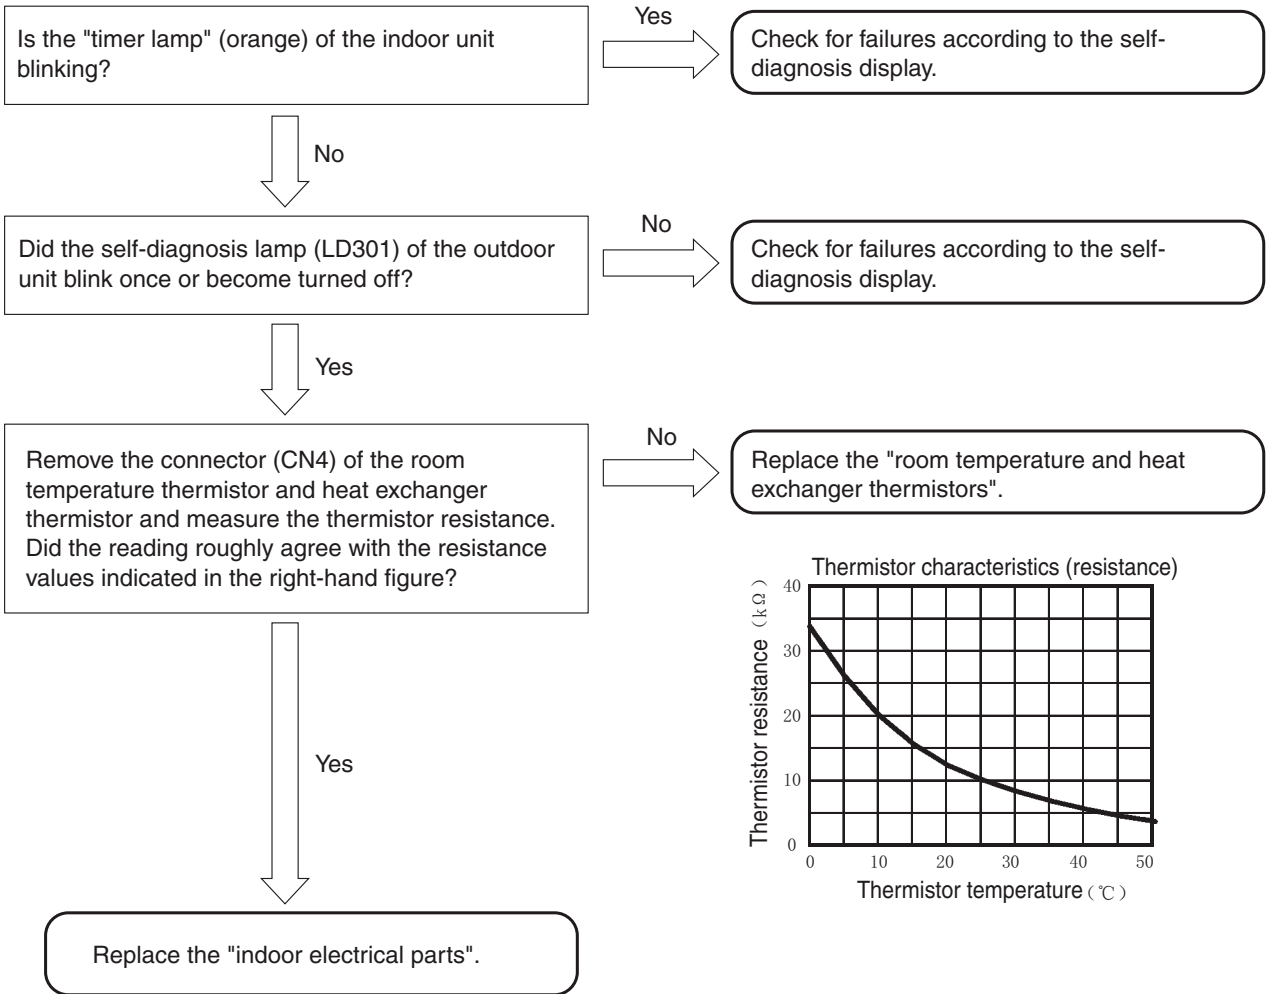 Is the "timer lamp" (orange) of the indoor unit
blinking?
Yes
Check for failures according to the self-
diagnosis display.
No
Did the self-diagnosis lamp (LD301) of the outdoor
unit blink once or become turned off?
No
Check for failures according to the self-
diagnosis display.
Yes
Remove the connector (CN4) of the room
temperature thermistor and heat exchanger
thermistor and measure the thermistor resistance.
Did the reading roughly agree with the resistance
values indicated in the right-hand figure?
No
Replace the "room temperature and heat
exchanger thermistors".
Thermistor characteristics (resistance)
Thermistor resistance (kΩ)
40
30
20
10
0
0 10 20 30 40 50
Thermistor temperature (℃)
Yes
Replace the "indoor electrical parts".